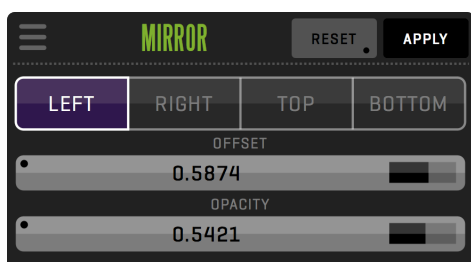 MIRROR RESET APPLY
LEFT RIGHT TOP BOTTOM
OFFSET
0.5874
OPACITY
0.5421